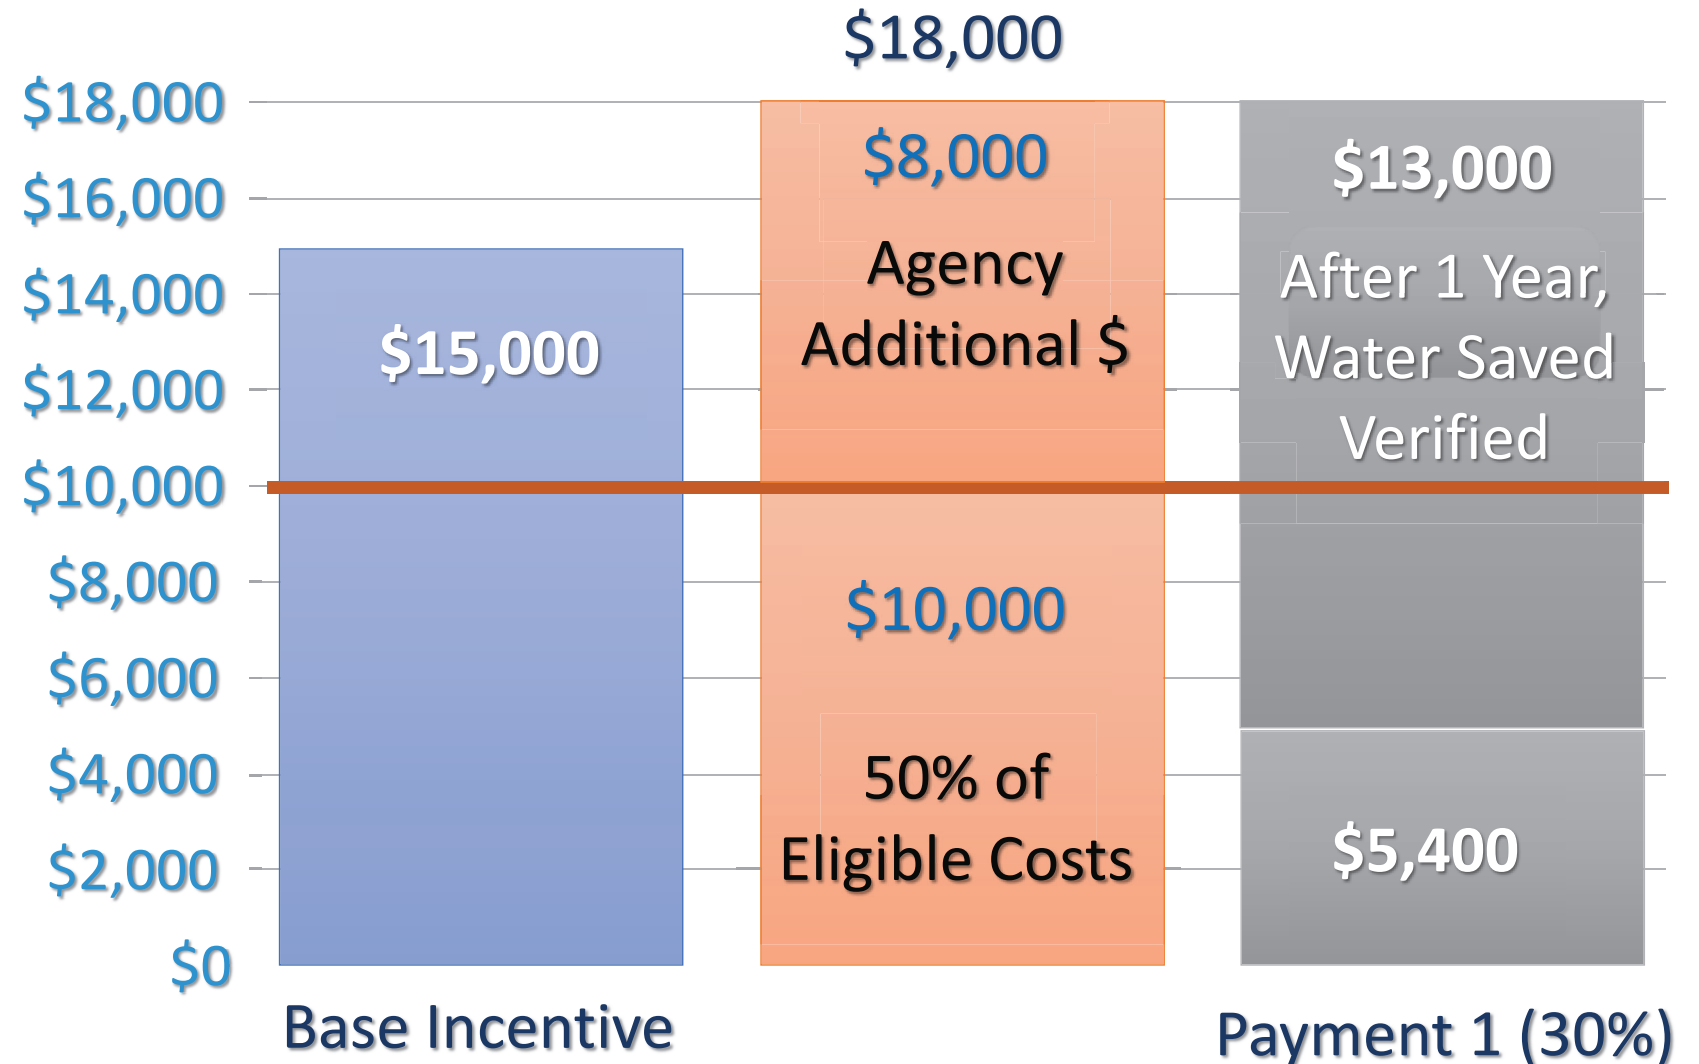 $18,000
$18,000
$16,000
$14,000
$12,000
$10,000
$8,000
$6,000
$4,000
$2,000
$0
$15,000
Base Incentive
$8,000
Agency
Additional $
$10,000
50% of
Eligible Costs
$13,000
After 1 Year,
Water Saved
Verified
$5,400
Payment 1 (30%)